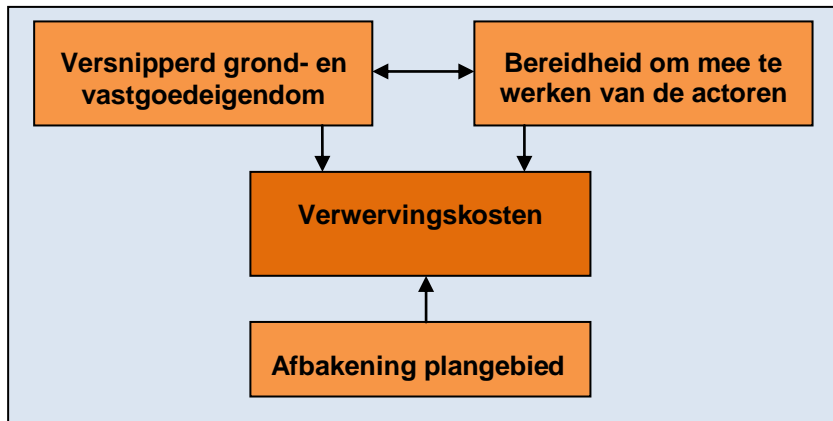 Versnipperd grond- en
vastgoedeigendom
Bereidheid om mee te
werken van de actoren
Verwervingskosten
Afbakening plangebied